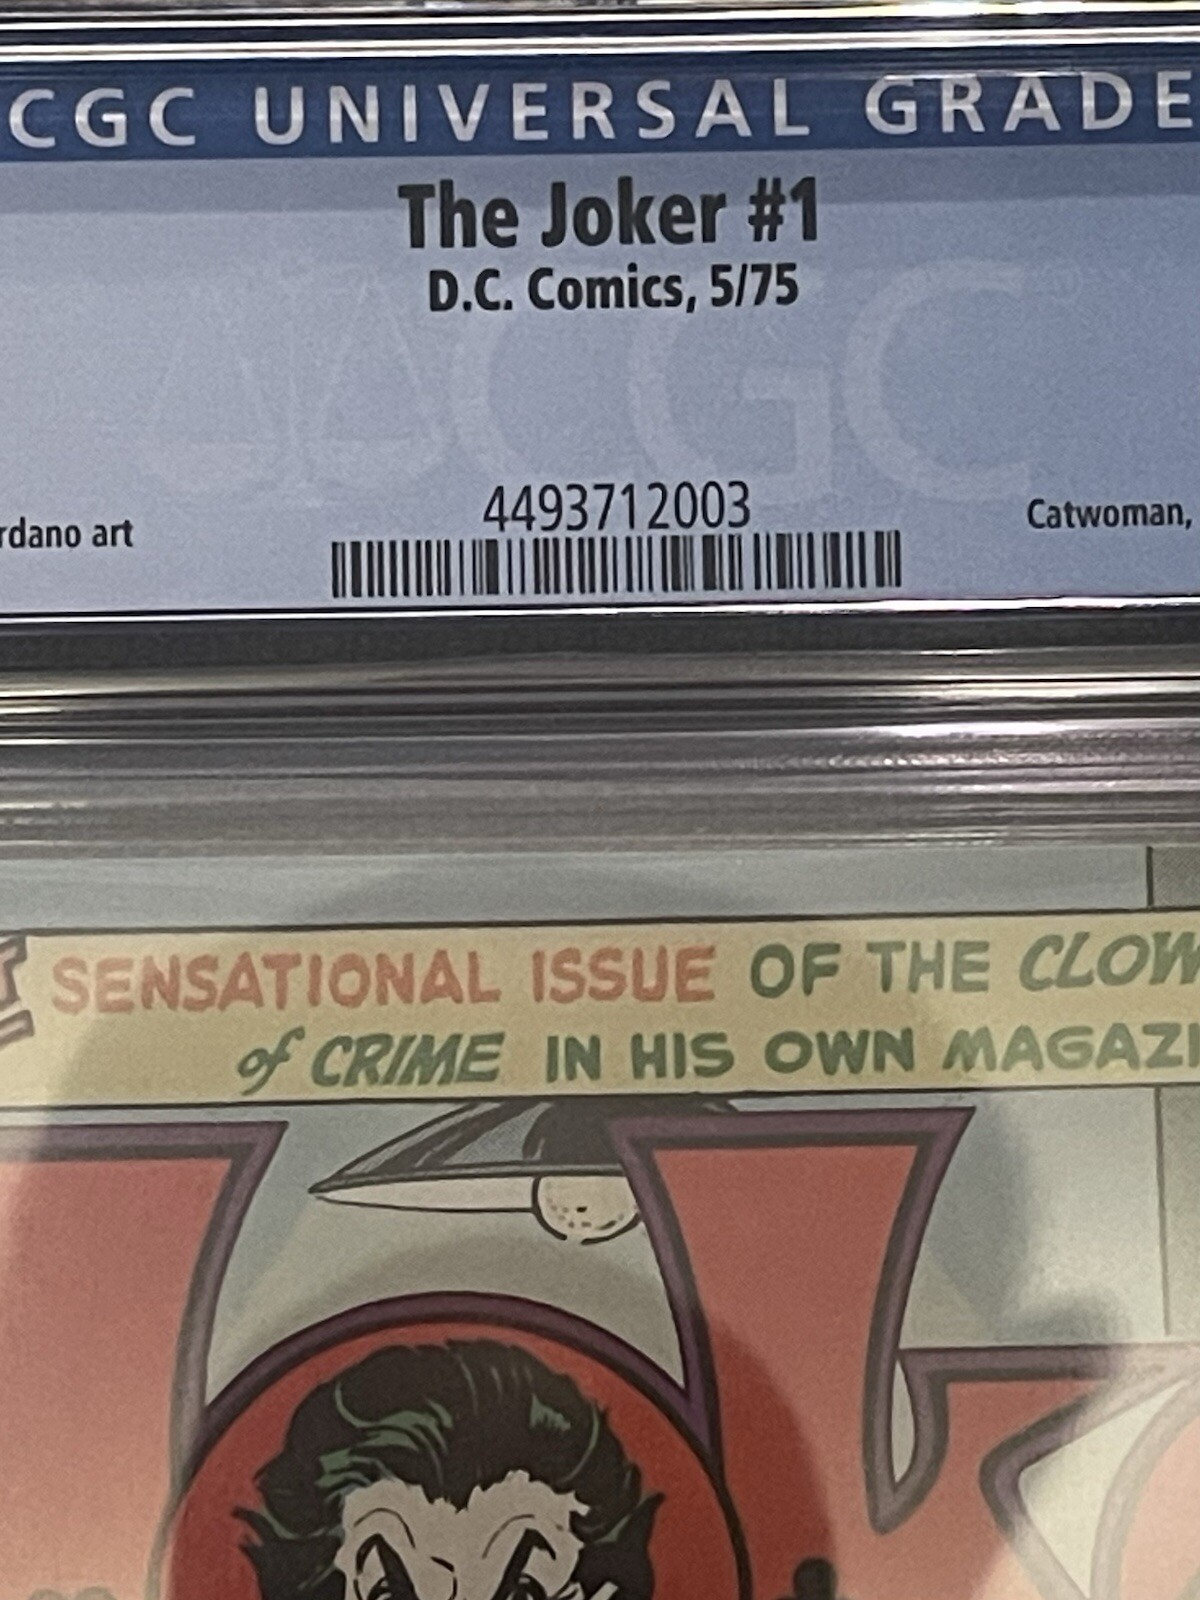 CGC UNIVERSAL GRADE
The Joker #1
D.C. Comics, 5/75
CGC
4493712003
rdano art
Catwoman,
SENSATIONAL ISSUE OF THE CLOW
of CRIME IN HIS OWN MAGAZI